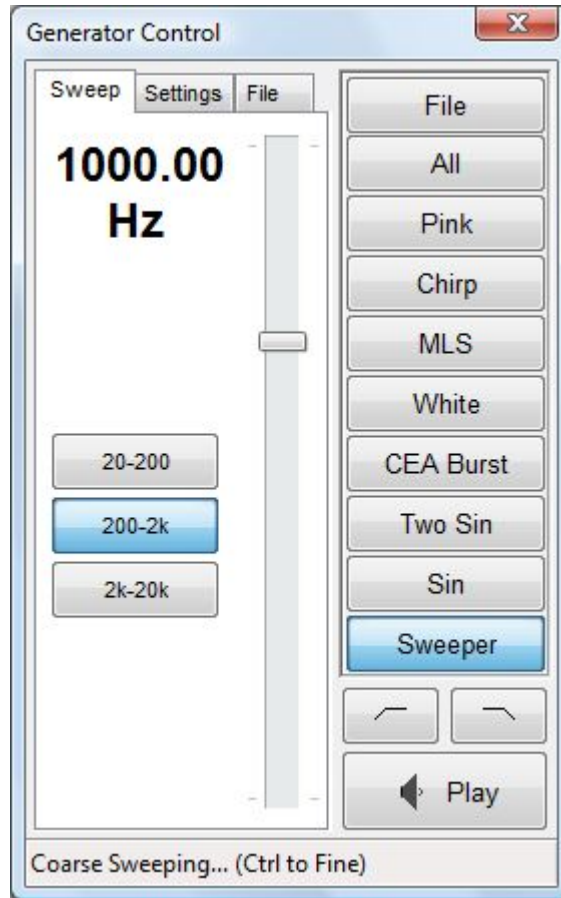 Generator Control
Sweep Settings File
1000.00
Hz
20-200
200-2k
2k-20k
File
All
Pink
Chirp
MLS
White
CEA Burst
Two Sin
Sin
Sweeper
Play
Coarse Sweeping... (Ctrl to Fine)